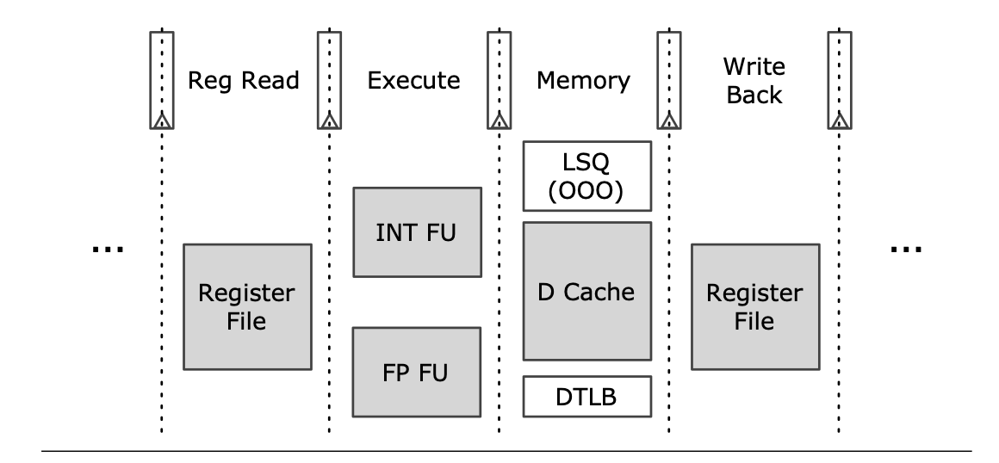 Reg Read
Execute
Memory
Write
Back
LSQ
(OOO)
INT FU
...
...
Register
File
D Cache
Register
File
FP FU
DTLB